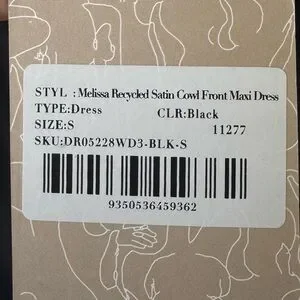 STYL : Melissa Recycled Satin Cowl Front Maxi Dress
TYPE:Dress CLR:Black
SIZE:S 11277
SKU:DR05228WD3-BLK-S
9350536459362